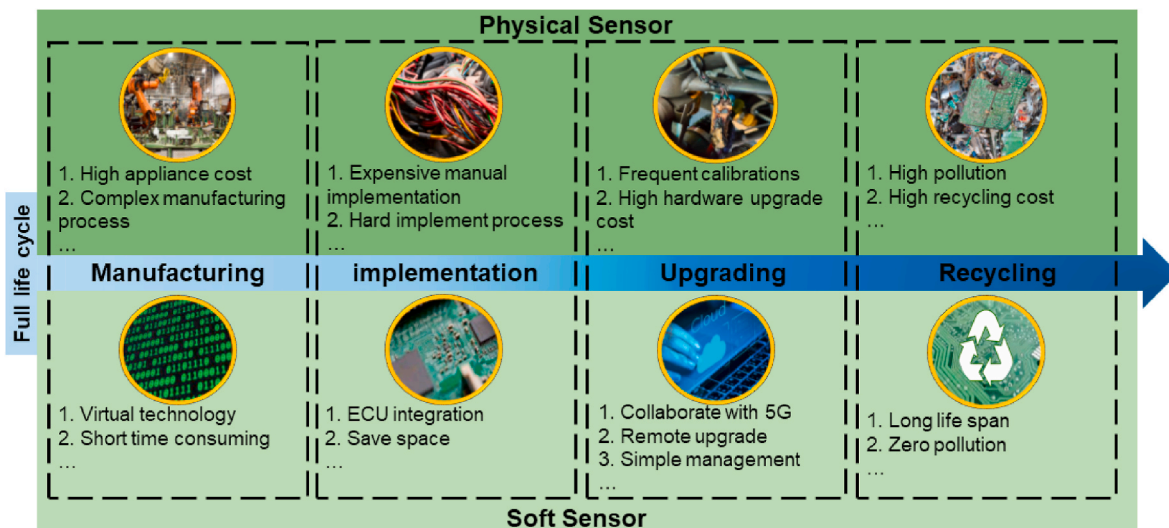 Physical Sensor
1. High appliance cost
2. Complex manufacturing
process
…
1. Expensive manual
implementation
2. Hard implement process
…
1. Frequent calibrations
2. High hardware upgrade
cost
…
1. High pollution
2. High recycling cost
…
Full life cycle
Manufacturing
implementation
Upgrading
Recycling
Cloud
1. Virtual technology
2. Short time consuming
…
1. ECU integration
2. Save space
…
1. Collaborate with 5G
2. Remote upgrade
3. Simple management
…
1. Long life span
2. Zero pollution
…
Soft Sensor